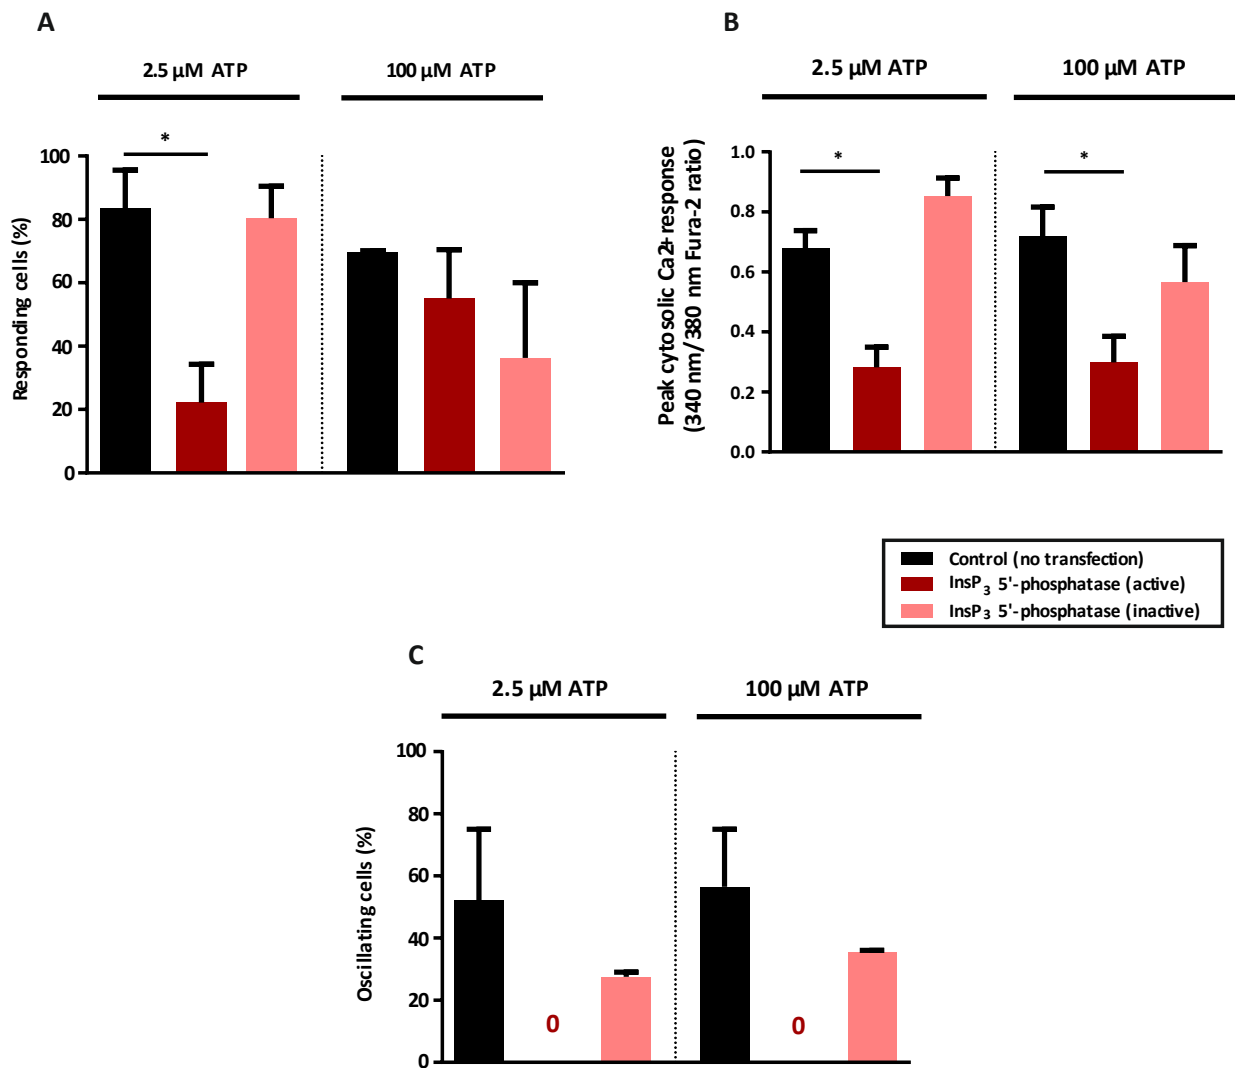 A
2.5 µM ATP
100 µM ATP
*
Responding cells (%)
100
80
60
40
20
0
B
2.5 µM ATP
100 µM ATP
*
*
Peak cytosolic Ca2+ response
(340 nm/380 nm Fura-2 ratio)
1.0
0.8
0.6
0.4
0.2
0.0
Control (no transfection)
InsP3 5'-phosphatase (active)
InsP3 5'-phosphatase (inactive)
C
2.5 µM ATP
100 µM ATP
Oscillating cells (%)
100
80
60
40
20
0
0
0